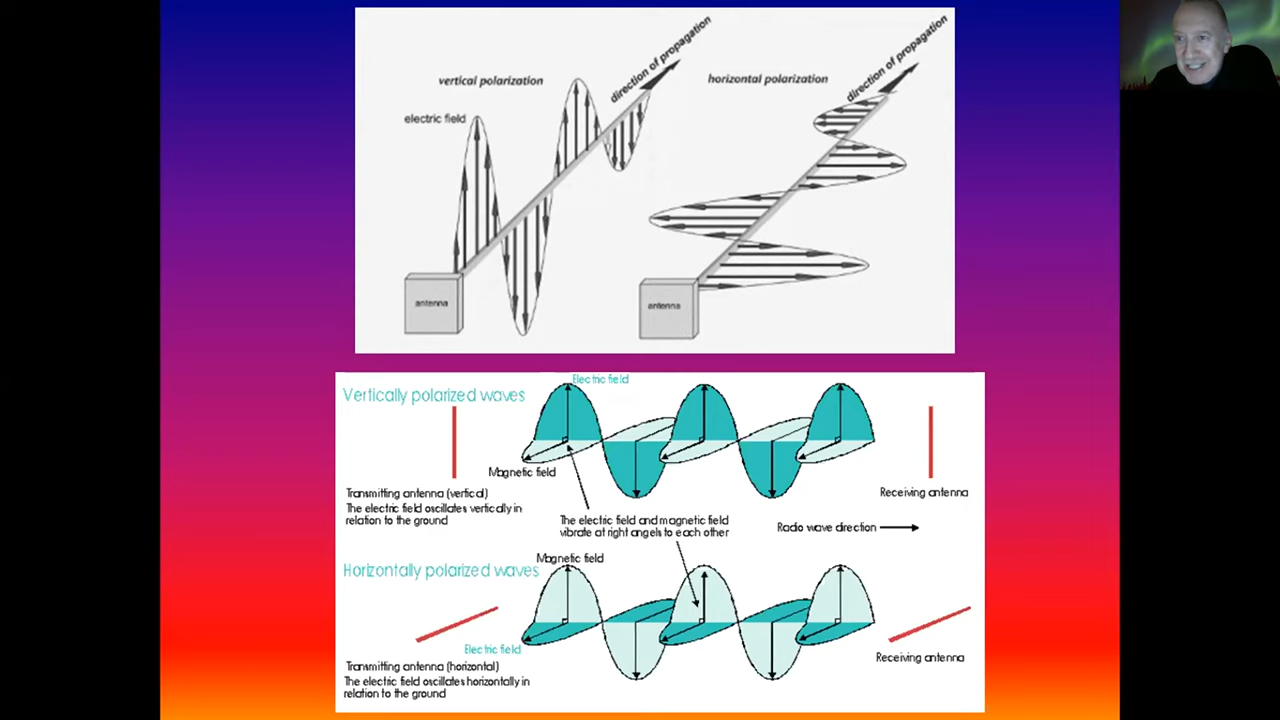 vertical polarization
direction of propagation
electric field
antenna
horizontal polarization
direction of propagation
antenna
Vertically polarized waves
Electric field
Magnetic field
Transmitting antenna (vertical)
The electric field oscillates vertically in
relation to the ground
Receiving antenna
The electric field and magnetic field
vibrate at right angels to each other
Radio wave direction
Horizontally polarized waves
Magnetic field
Electric field
Transmitting antenna (horizontal)
The electric field oscillates horizontally in
relation to the ground
Receiving antenna